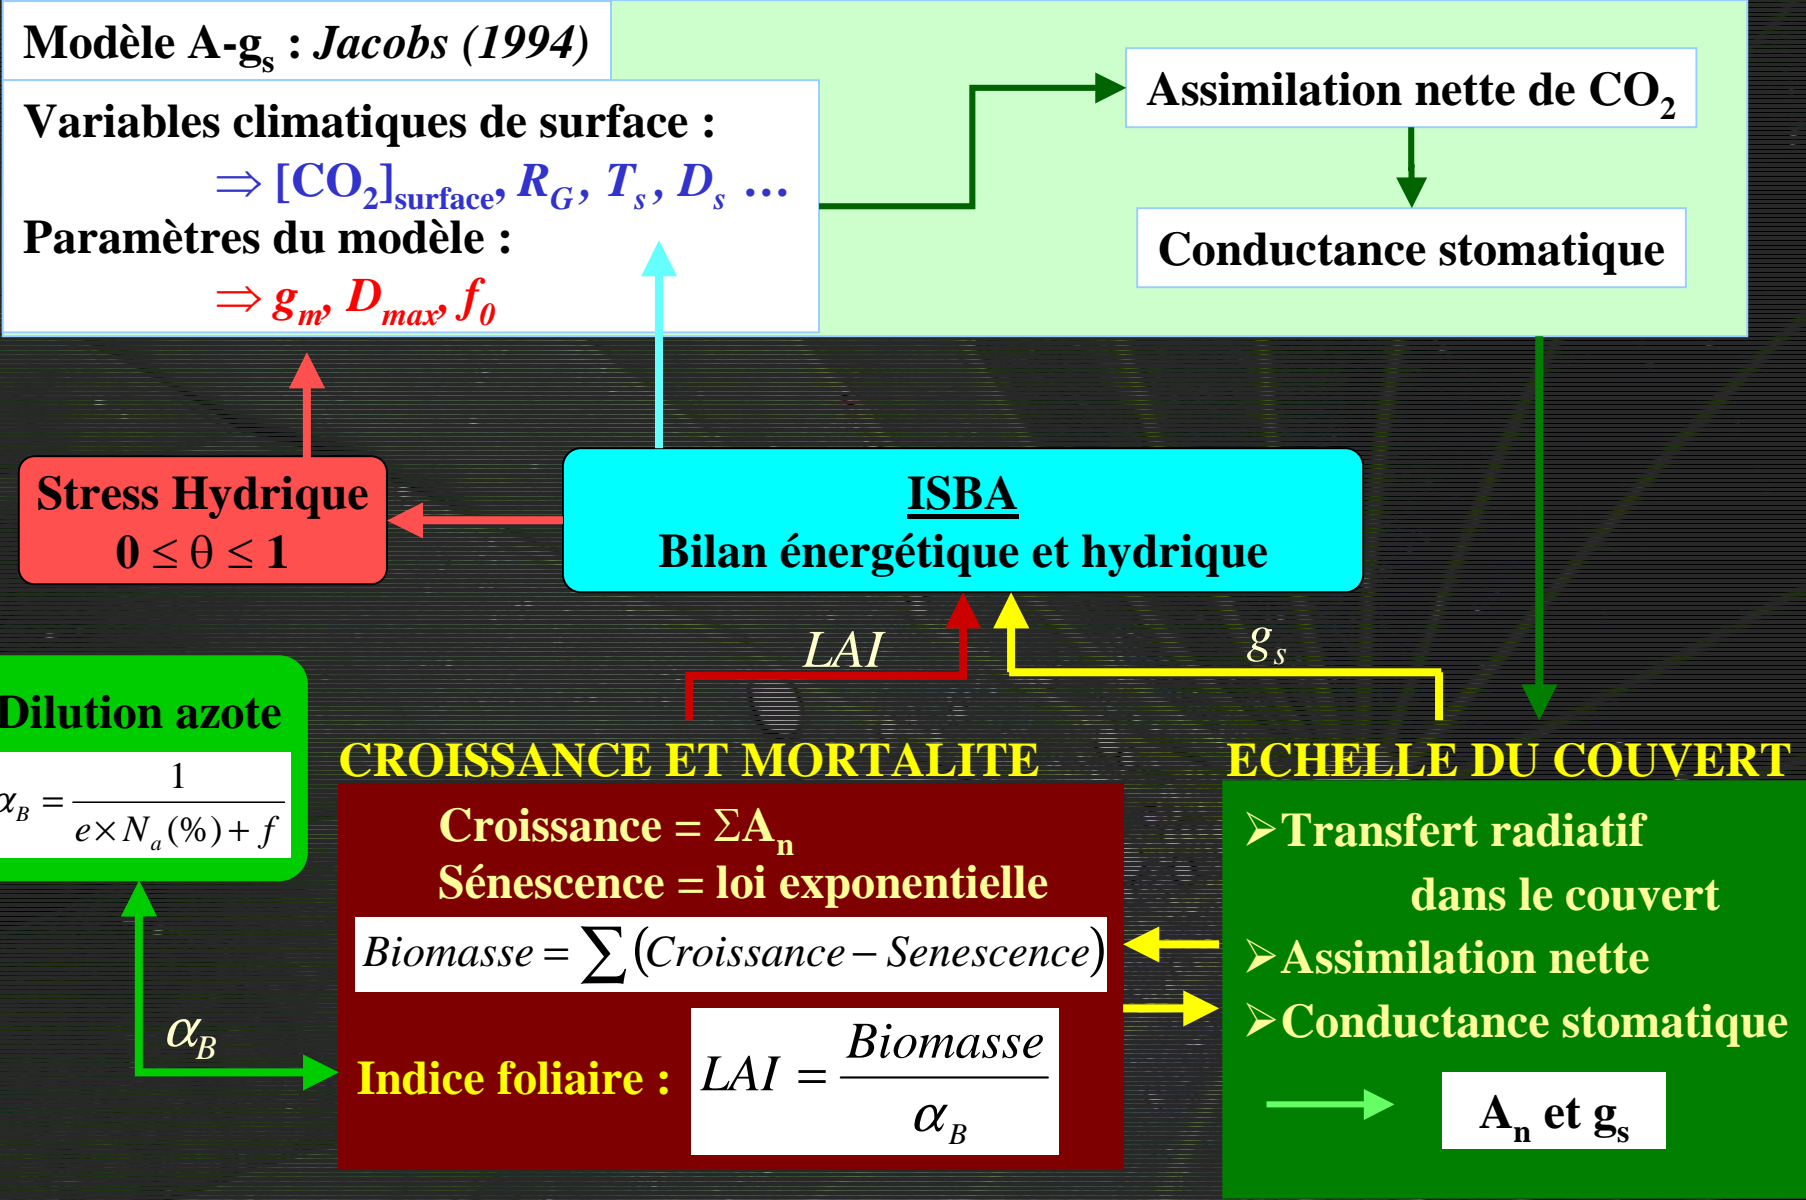 Modèle A-gs : Jacobs (1994)
Variables climatiques de surface :
⇒ [CO2]surface, RG, Ts, Ds …
Paramètres du modèle :
⇒ gm, Dmax, f0
Assimilation nette de CO2
Conductance stomatique
Stress Hydrique
0 ≤ θ ≤ 1
ISBA
Bilan énergétique et hydrique
LAI
gs
Dilution azote
αB = 1 / (e × Na(%) + f)
αB
CROISSANCE ET MORTALITE
Croissance = ΣAn
Sénescence = loi exponentielle
Biomasse = ∑(Croissance − Senescence)
Indice foliaire : LAI = Biomasse / αB
ECHELLE DU COUVERT
➢Transfert radiatif
dans le couvert
➢Assimilation nette
➢Conductance stomatique
An et gs